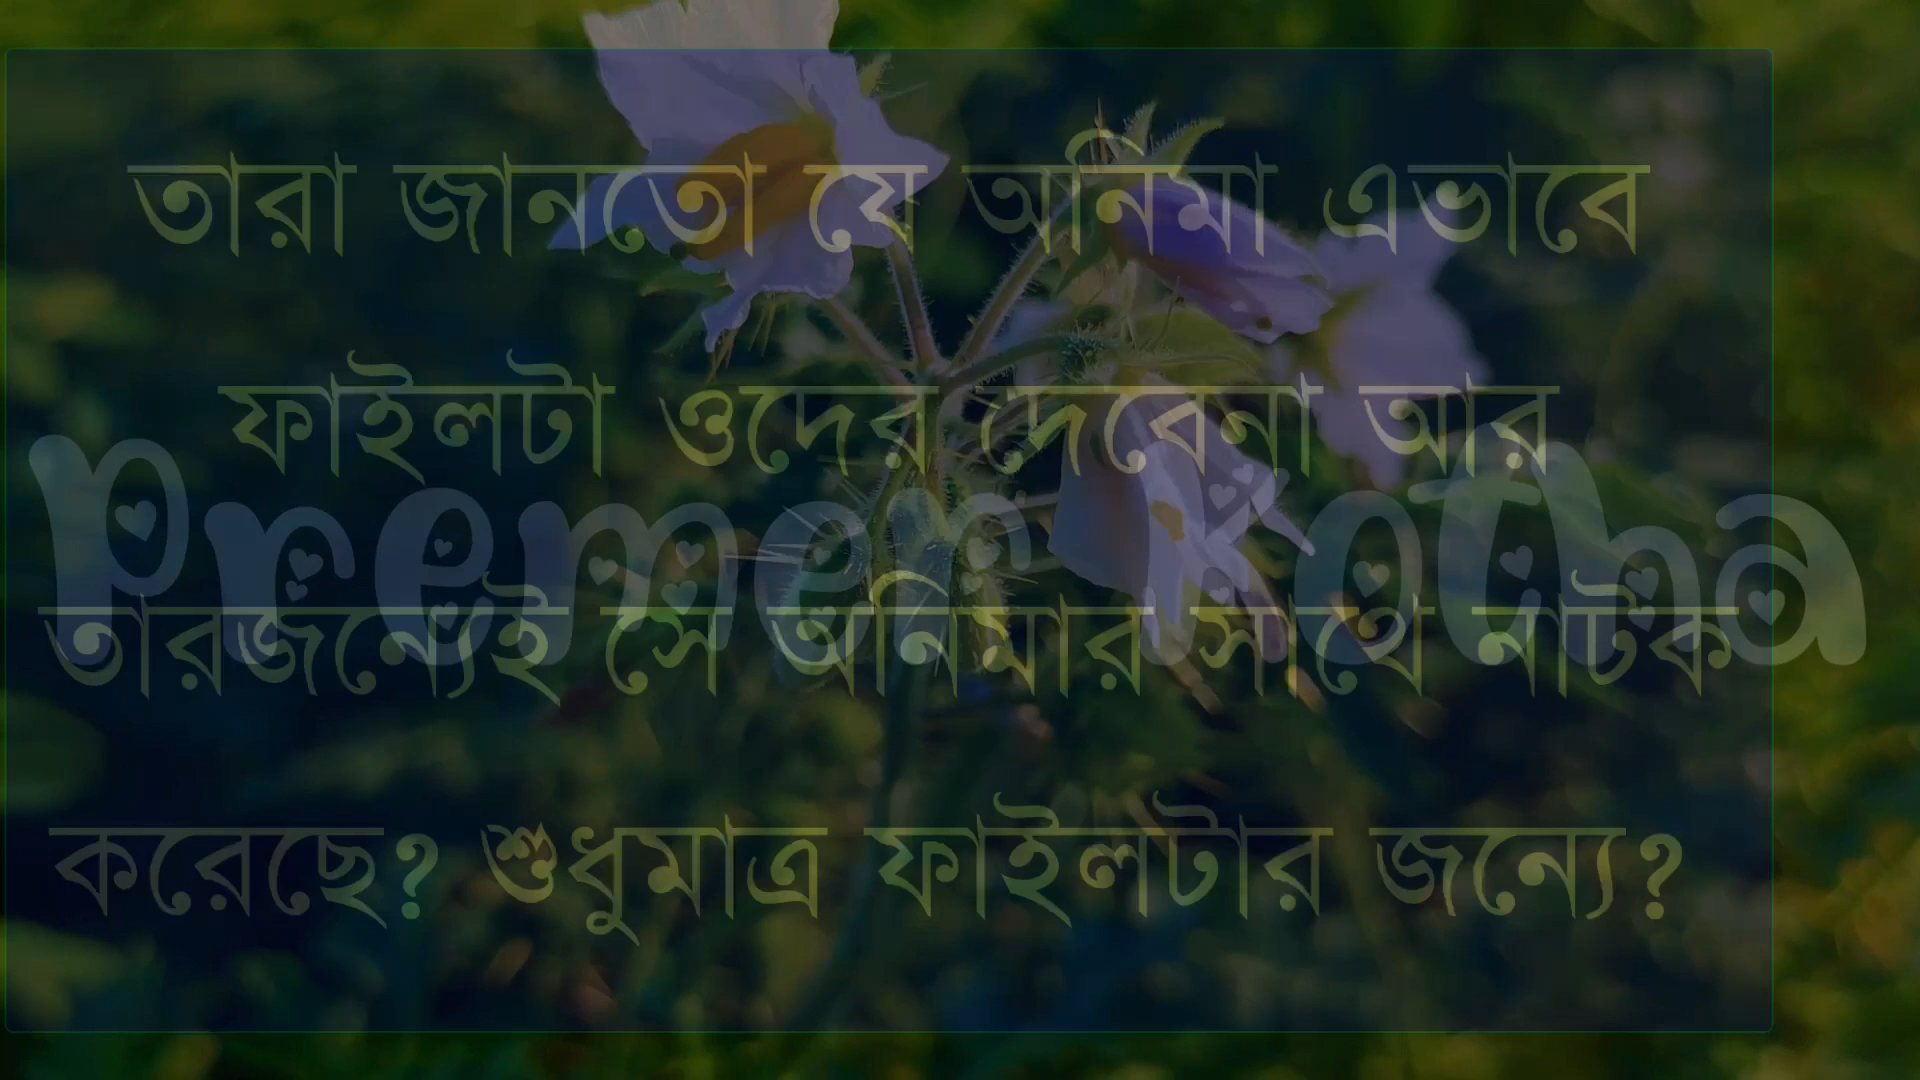 তারা জানতো যে অনিমা এভাবে
ফাইলটা ওদের দেবেনা আর
Premer Kotha
তারজন্যেই সে অনিমার সাথে নাটক
করেছে? শুধুমাত্র ফাইলটার জন্যে?